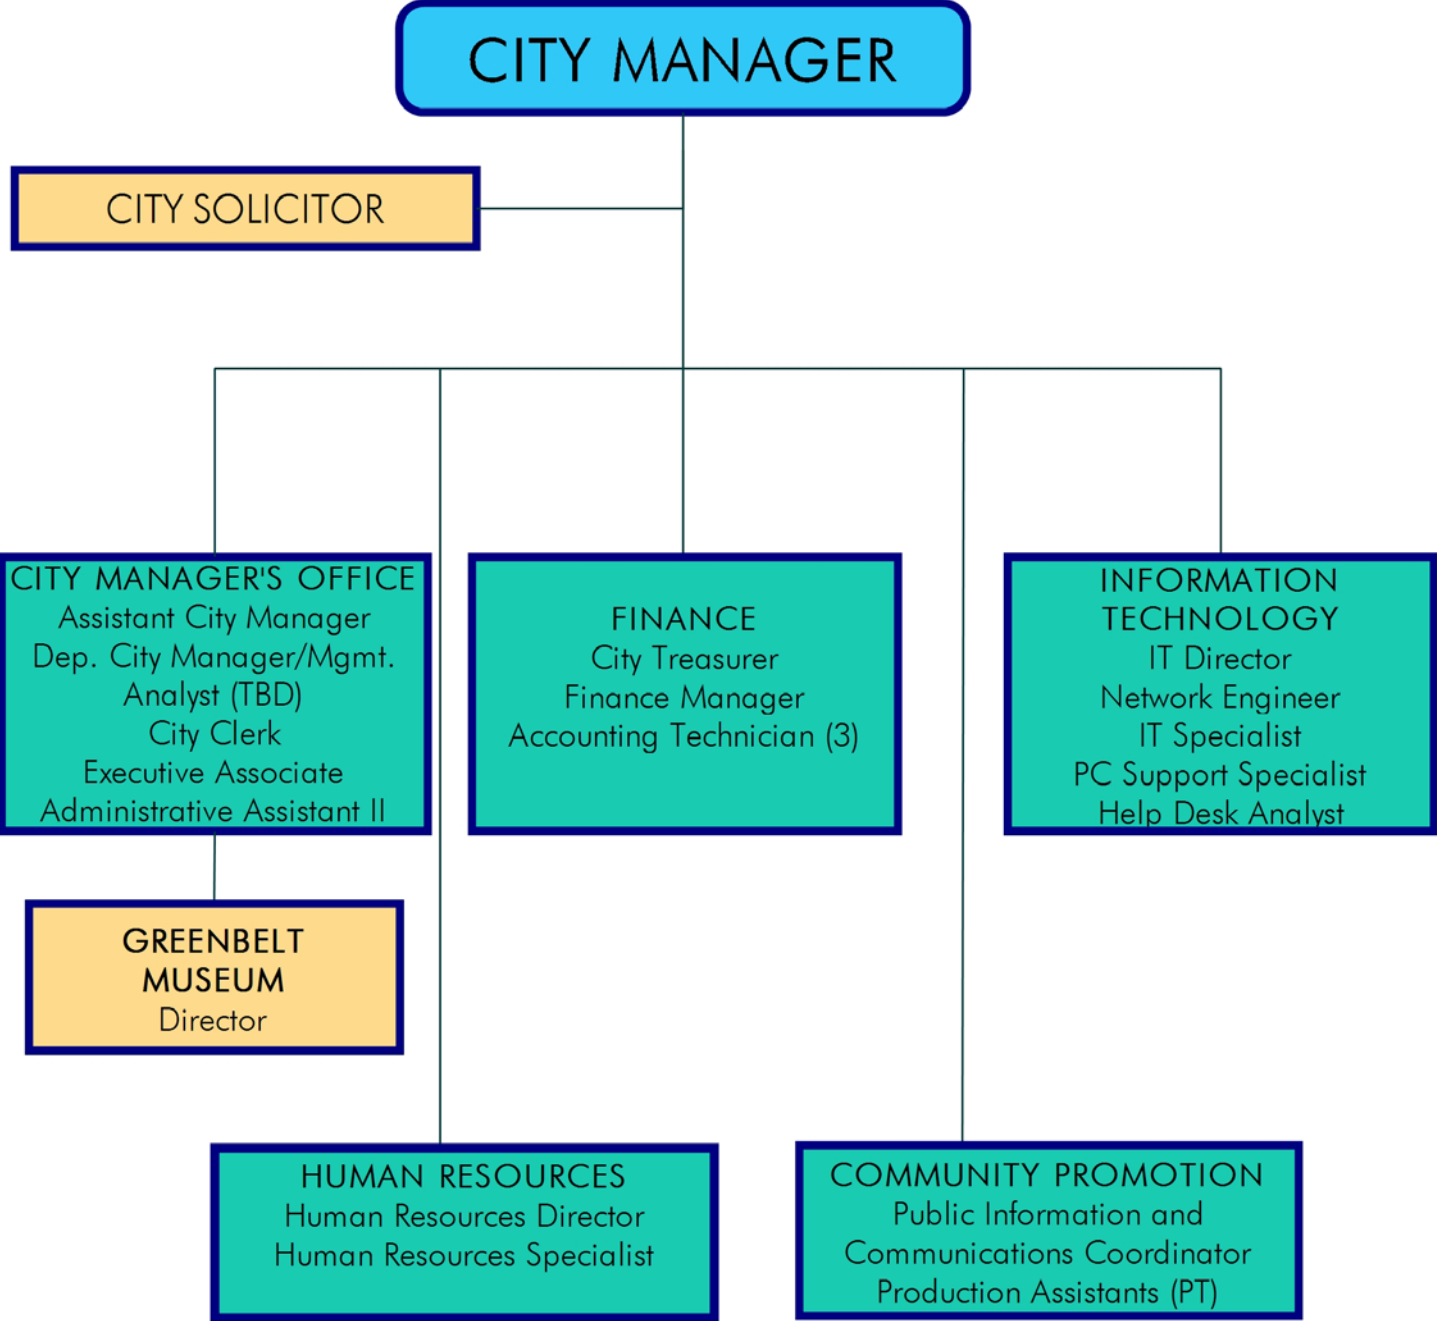 CITY MANAGER
CITY SOLICITOR
CITY MANAGER'S OFFICE
Assistant City Manager
Dep. City Manager/Mgmt.
Analyst (TBD)
City Clerk
Executive Associate
Administrative Assistant II
FINANCE
City Treasurer
Finance Manager
Accounting Technician (3)
INFORMATION
TECHNOLOGY
IT Director
Network Engineer
IT Specialist
PC Support Specialist
Help Desk Analyst
GREENBELT
MUSEUM
Director
HUMAN RESOURCES
Human Resources Director
Human Resources Specialist
COMMUNITY PROMOTION
Public Information and
Communications Coordinator
Production Assistants (PT)